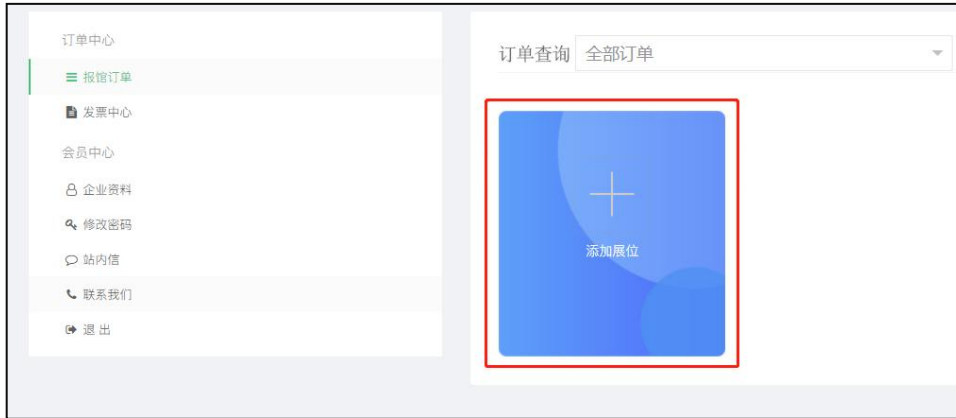 订单中心
报馆订单
发票中心
会员中心
企业资料
修改密码
站内信
联系我们
退 出
订单查询 全部订单
添加展位